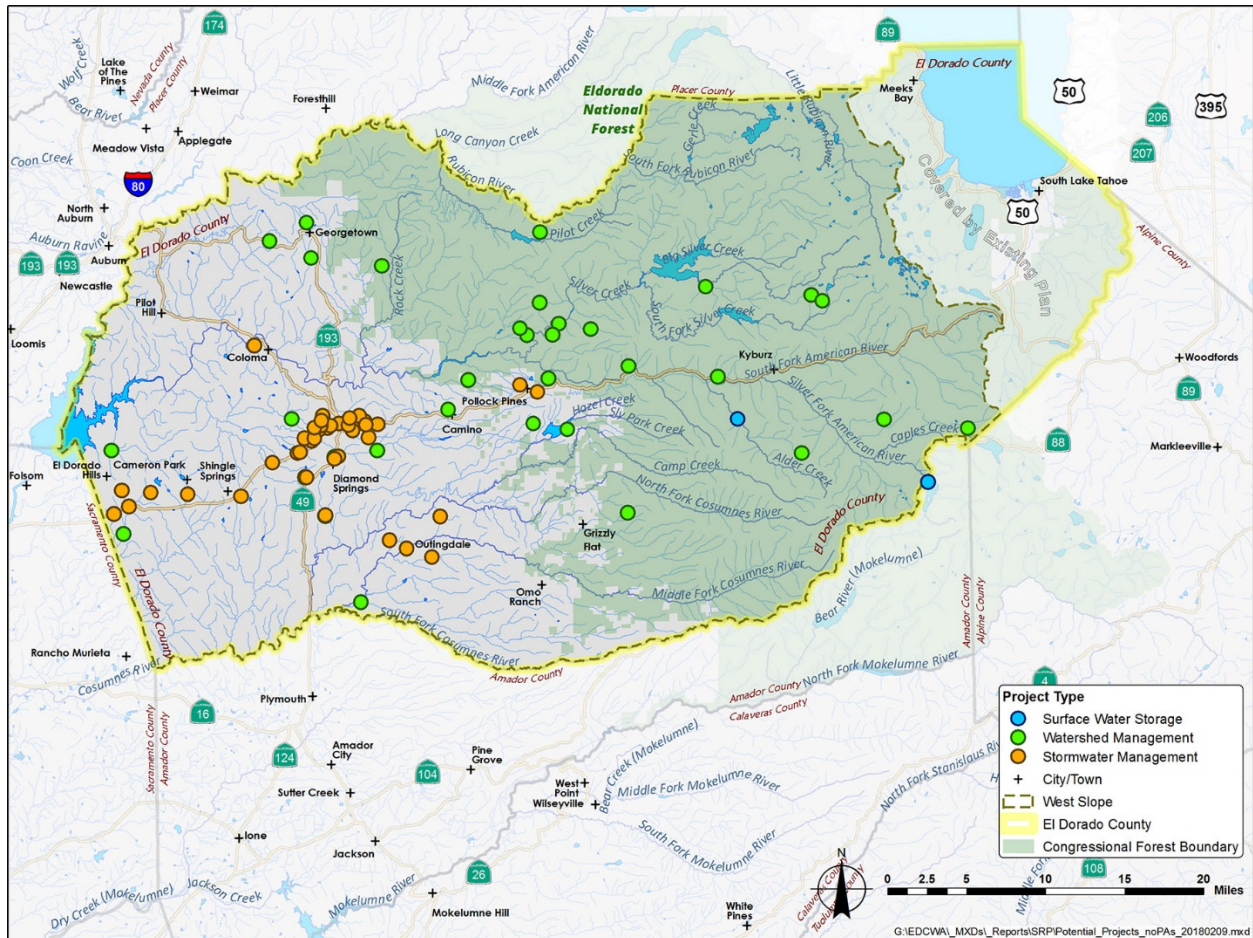 174
89
Lake of
The Pines
Wolf Creek
Weimar
Nevada County
Placer County
Bear River
Foresthill
Middle Fork American River
Eldorado
National
Forest
Placer County
El Dorado County
Meeks
Bay
50
395
206
207
Applegate
Meadow Vista
Coon Creek
80
Long Canyon Creek
Rubicon River
Gerle Creek
Little Rubicon River
South Fork Rubicon River
South Lake Tahoe
50
Covered by Existing Plan
Alpine County
North
Auburn
Auburn Ravine
Auburn
193
193
Newcastle
El Dorado County
Georgetown
Pilot Creek
Rock Creek
Big Silver Creek
Silver Creek
South Fork Silver Creek
Pilot
Hill
Loomis
193
Coloma
Kyburz
South Fork American River
Woodfords
89
Pollock Pines
Camino
Hazel Creek
Sly Park Creek
Silver Fork American River
Caples Creek
88
Markleeville
Alder Creek
Camp Creek
El Dorado
Hills
Cameron Park
Shingle
Springs
Folsom
Diamond
Springs
49
North Fork Cosumnes River
El Dorado County
Grizzly
Flat
Outingdale
Sacramento County
El Dorado County
Omo
Ranch
Middle Fork Cosumnes River
Bear River (Mokelumne)
Amador County
Alpine County
South Fork Cosumnes River
Rancho Murieta
Cosumnes River
Amador County
North Fork Mokelumne River
Amador County
Calaveras County
4
Plymouth
16
Sacramento County
Amador County
124
Amador
City
Pine
Grove
104
Sutter Creek
West
Point
Wilseyville
Bear Creek (Mokelumne)
Middle Fork Mokelumne River
South Fork Mokelumne River
North Fork Stanislaus River
Ione
Jackson
Jackson Creek
Dry Creek (Mokelumne)
Mokelumne River
26
Mokelumne Hill
White
Pines
Calaveras County
Tuolumne County
108
Project Type
Surface Water Storage
Watershed Management
Stormwater Management
City/Town
West Slope
El Dorado County
Congressional Forest Boundary
N
0 2.5 5 10 15 20
Miles
G:\EDCWA\_MXDs\_Reports\SRP\Potential_Projects_noPAs_20180209.mxd